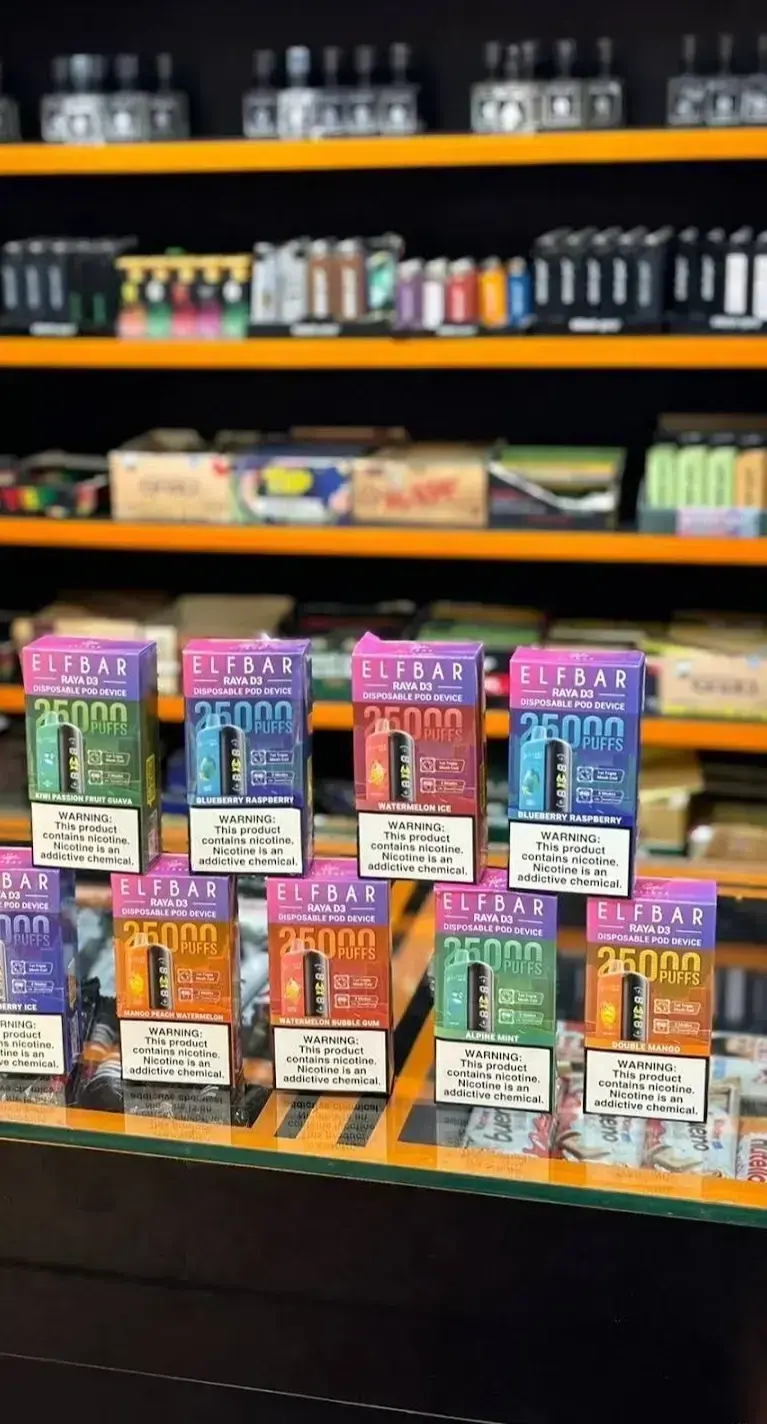 ELFBAR
RAYA D3
DISPOSABLE POD DEVICE
25000
PUFFS
KIWI PASSION FRUIT GUAVA
WARNING:
This product
contains nicotine.
Nicotine is an
addictive chemical.
ELFBAR
RAYA D3
DISPOSABLE POD DEVICE
25000
PUFFS
BLUEBERRY RASPBERRY
WARNING:
This product
contains nicotine.
Nicotine is an
addictive chemical.
ELFBAR
RAYA D3
DISPOSABLE POD DEVICE
25000
PUFFS
WATERMELON ICE
WARNING:
This product
contains nicotine.
Nicotine is an
addictive chemical.
ELFBAR
RAYA D3
DISPOSABLE POD DEVICE
25000
PUFFS
BLUEBERRY RASPBERRY
WARNING:
This product
contains nicotine.
Nicotine is an
addictive chemical.
BAR
D3
POD DEVICE
PUFFS
BERRY ICE
product
nicotine.
is an
chemical.
ELFBAR
RAYA D3
DISPOSABLE POD DEVICE
25000
PUFFS
MANGO PEACH WATERMELON
WARNING:
This product
contains nicotine.
Nicotine is an
addictive chemical.
ELFBAR
RAYA D3
DISPOSABLE POD DEVICE
25000
PUFFS
WATERMELON BUBBLE GUM
WARNING:
This product
contains nicotine.
Nicotine is an
addictive chemical.
ELFBAR
RAYA D3
DISPOSABLE POD DEVICE
25000
PUFFS
ALPINE MINT
WARNING:
This product
contains nicotine.
Nicotine is an
addictive chemical.
ELFBAR
RAYA D3
DISPOSABLE POD DEVICE
25000
PUFFS
DOUBLE MANGO
WARNING:
This product
contains nicotine.
Nicotine is an
addictive chemical.
RAW